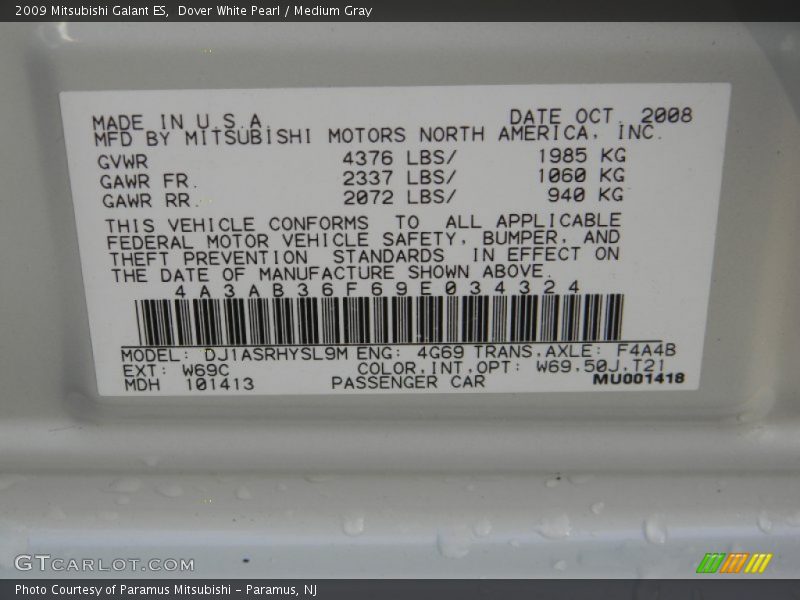 2009 Mitsubishi Galant ES, Dover White Pearl / Medium Gray
MADE IN U.S.A. DATE OCT. 2008
MFD BY MITSUBISHI MOTORS NORTH AMERICA, INC.
GVWR 4376 LBS/ 1985 KG
GAWR FR. 2337 LBS/ 1060 KG
GAWR RR. 2072 LBS/ 940 KG
THIS VEHICLE CONFORMS TO ALL APPLICABLE
FEDERAL MOTOR VEHICLE SAFETY, BUMPER, AND
THEFT PREVENTION STANDARDS IN EFFECT ON
THE DATE OF MANUFACTURE SHOWN ABOVE.
4A3AB36F69E034324
MODEL: DJ1ASRHYSL9M ENG: 4G69 TRANS.AXLE: F4A4B
EXT: W69C COLOR.INT.OPT: W69.50J.T21
MDH 101413 PASSENGER CAR MU001418
GTCARLOT.COM
Photo Courtesy of Paramus Mitsubishi - Paramus, NJ